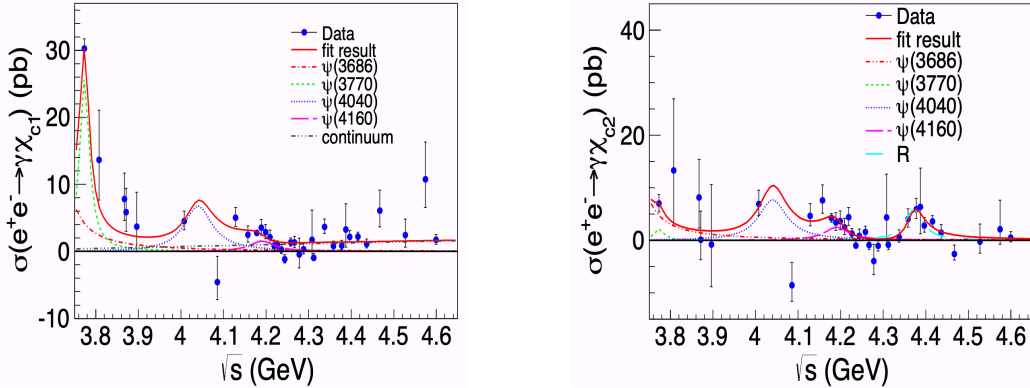 σ(e⁺e⁻→γχc1) (pb)
30
20
10
0
-10
Data
fit result
ψ(3686)
ψ(3770)
ψ(4040)
ψ(4160)
continuum
3.8 3.9 4 4.1 4.2 4.3 4.4 4.5 4.6
√s (GeV)
σ(e⁺e⁻→γχc2) (pb)
40
20
0
Data
fit result
ψ(3686)
ψ(3770)
ψ(4040)
ψ(4160)
R
3.8 3.9 4 4.1 4.2 4.3 4.4 4.5 4.6
√s (GeV)